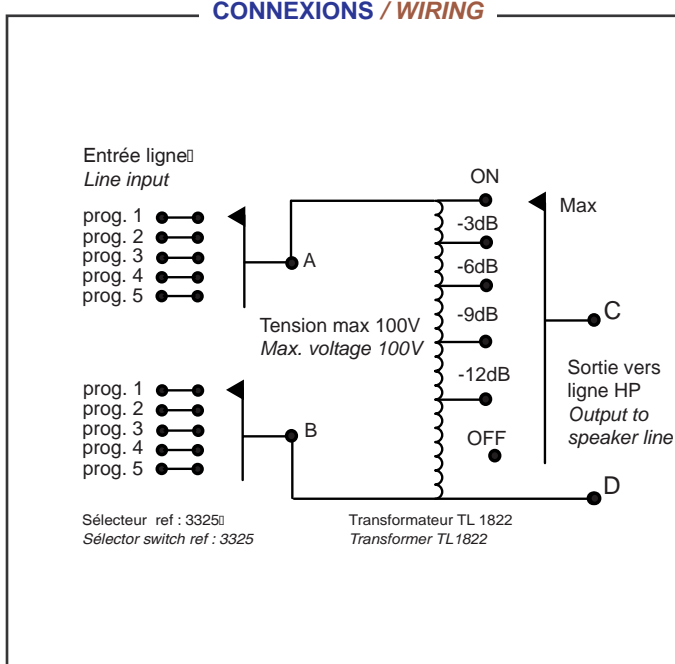 CONNEXIONS / WIRING
Entrée ligne
Line input
prog. 1
prog. 2
prog. 3
prog. 4
prog. 5
A
Tension max 100V
Max. voltage 100V
prog. 1
prog. 2
prog. 3
prog. 4
prog. 5
B
ON
-3dB
-6dB
-9dB
-12dB
OFF
Max
C
Sortie vers
ligne HP
Output to
speaker line
D
Sélecteur ref : 3325
Sélector switch ref : 3325
Transformateur TL 1822
Transformer TL1822